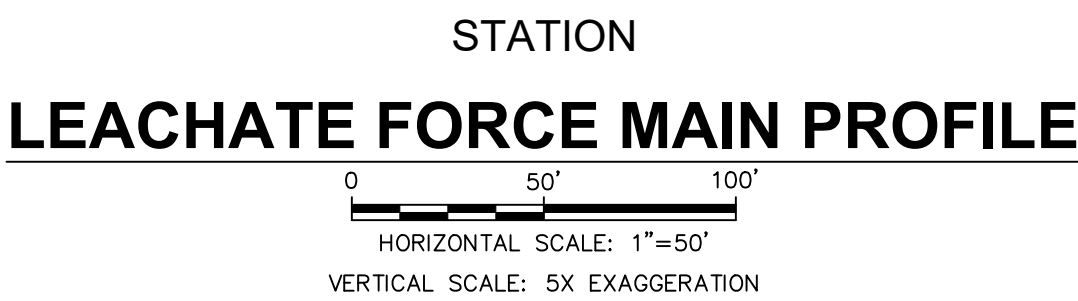 STATION
LEACHATE FORCE MAIN PROFILE
0 50' 100'
HORIZONTAL SCALE: 1"=50'
VERTICAL SCALE: 5X EXAGGERATION